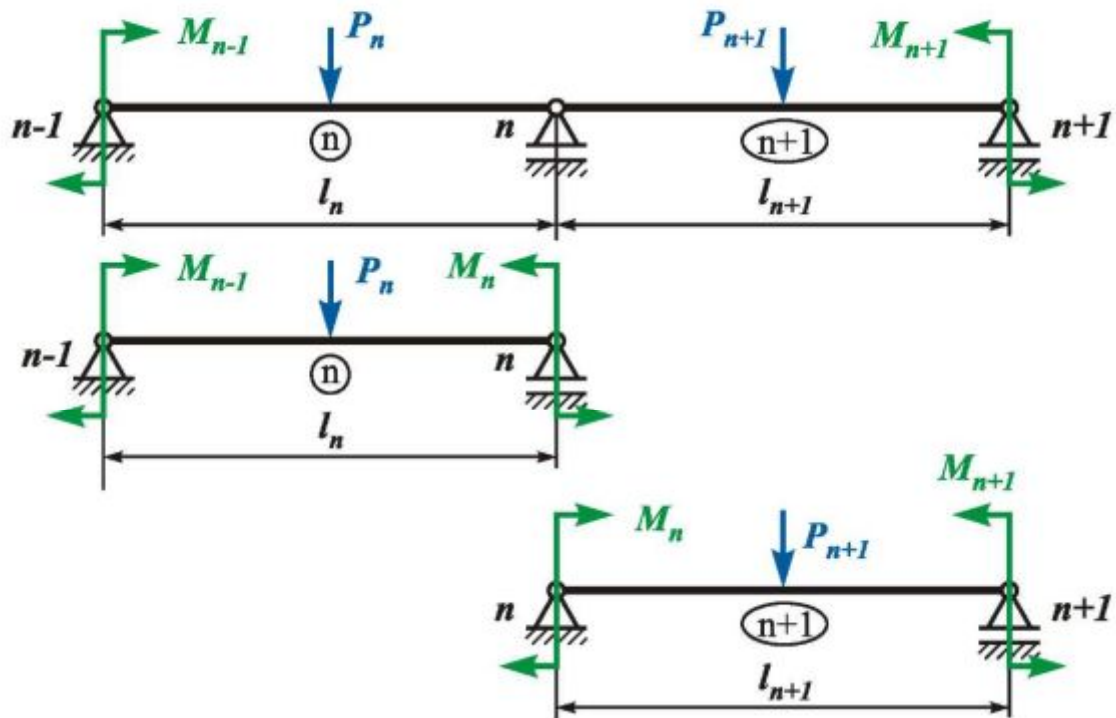 M_{n-1} P_n P_{n+1} M_{n+1}
n-1 n n n+1 n+1
l_n l_{n+1}
M_{n-1} P_n M_n
n-1 n n
l_n
M_n P_{n+1} M_{n+1}
n n+1 n+1
l_{n+1}